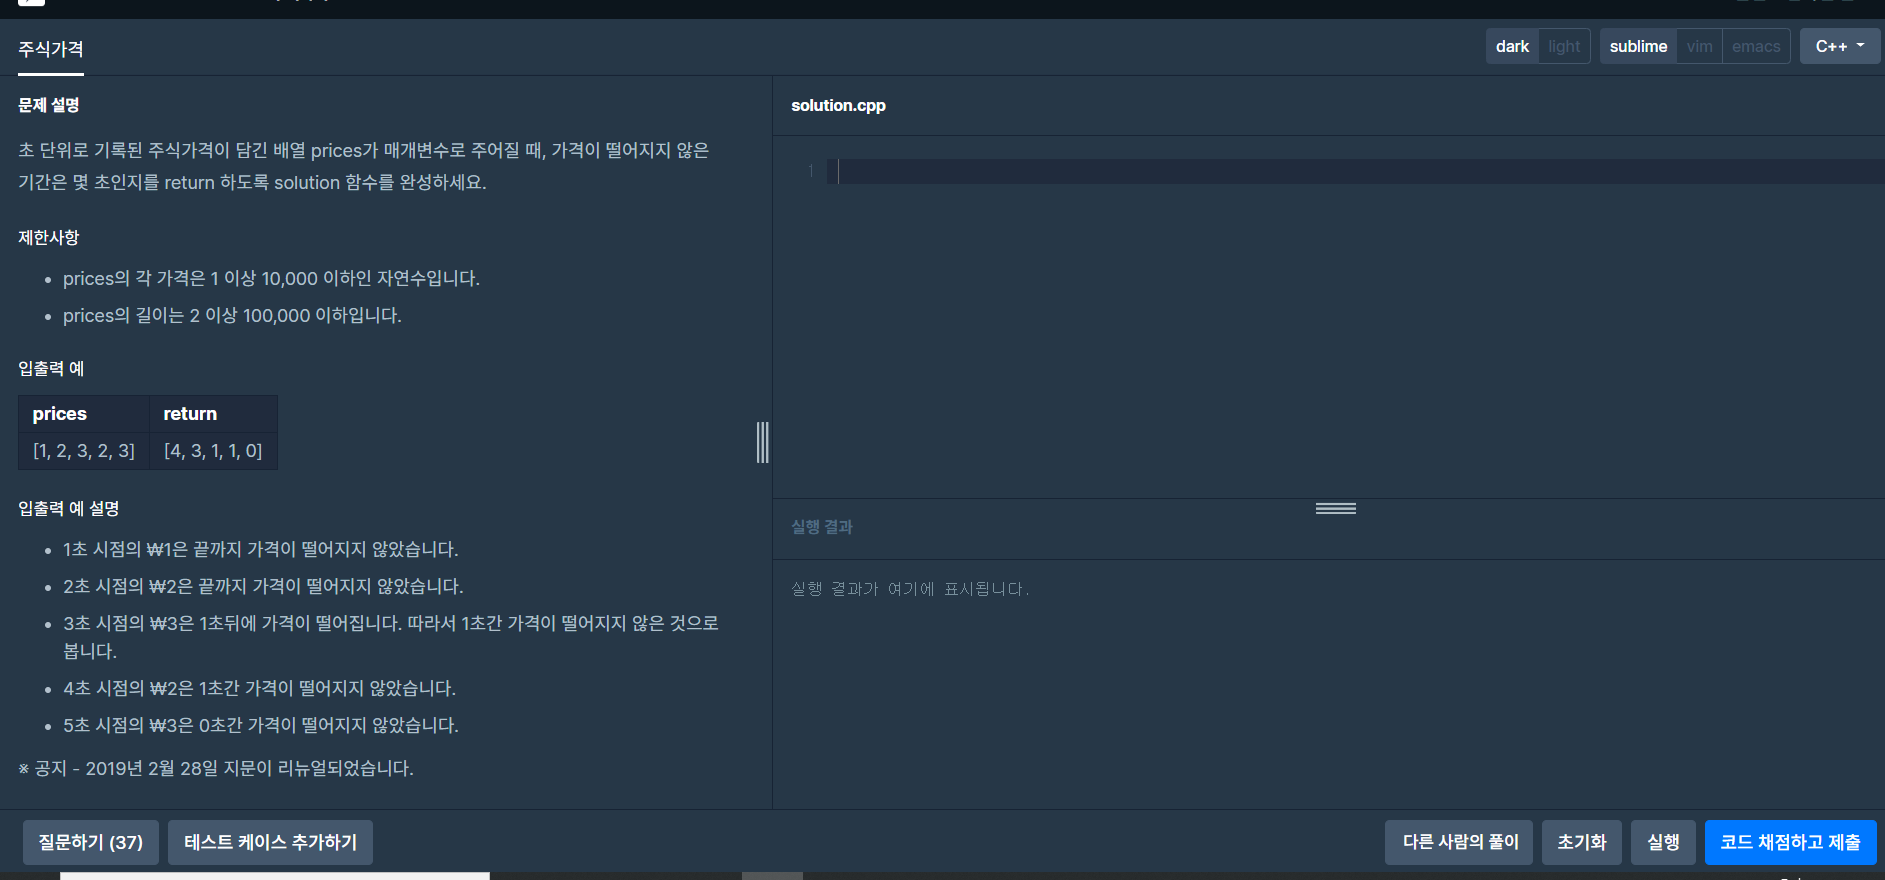 주식가격
dark light sublime vim emacs C++
문제 설명
초 단위로 기록된 주식가격이 담긴 배열 prices가 매개변수로 주어질 때, 가격이 떨어지지 않은
기간은 몇 초인지를 return 하도록 solution 함수를 완성하세요.
제한사항
• prices의 각 가격은 1 이상 10,000 이하인 자연수입니다.
• prices의 길이는 2 이상 100,000 이하입니다.
입출력 예
prices return
[1, 2, 3, 2, 3] [4, 3, 1, 1, 0]
입출력 예 설명
• 1초 시점의 ₩1은 끝까지 가격이 떨어지지 않았습니다.
• 2초 시점의 ₩2은 끝까지 가격이 떨어지지 않았습니다.
• 3초 시점의 ₩3은 1초뒤에 가격이 떨어집니다. 따라서 1초간 가격이 떨어지지 않은 것으로
봅니다.
• 4초 시점의 ₩2은 1초간 가격이 떨어지지 않았습니다.
• 5초 시점의 ₩3은 0초간 가격이 떨어지지 않았습니다.
※ 공지 - 2019년 2월 28일 지문이 리뉴얼되었습니다.
solution.cpp
1
실행 결과
실행 결과가 여기에 표시됩니다.
질문하기 (37) 테스트 케이스 추가하기 다른 사람의 풀이 초기화 실행 코드 채점하고 제출